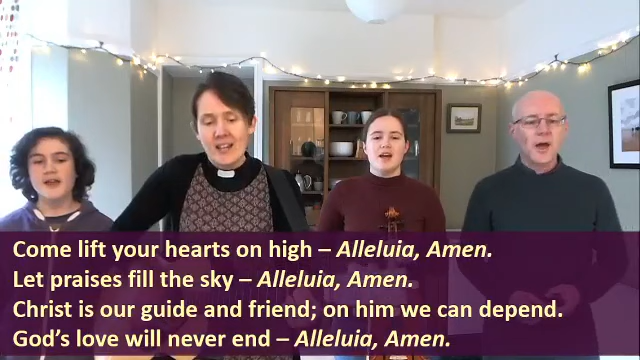 Come lift your hearts on high – Alleluia, Amen.
Let praises fill the sky – Alleluia, Amen.
Christ is our guide and friend; on him we can depend.
God’s love will never end – Alleluia, Amen.